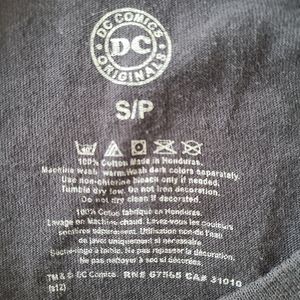 DC COMICS
DC
ORIGINALS
S/P
100% Cotton Made in Honduras.
Machine wash warm. Wash dark colors separately.
Use non-chlorine bleach only if needed.
Tumble dry low. Do not iron decoration.
Do not dry clean if decorated.
100% Coton fabriqué en Honduras.
Lavage en Machine-chaud. Lavez les couleurs
sombres séparément. Utilisation non de l'eau
de javel uniquement si nécessaire
à faible. Ne pas repasser la décoration.
Ne pas nettoyer à sec si décoré.
TM & © DC Comics. RN# 67565 CA# 31010
(s12)